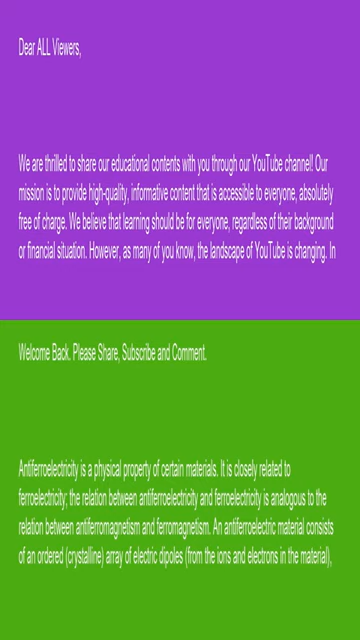 Dear ALL Viewers,
We are thrilled to share our educational contents with you through our YouTube channel! Our
mission is to provide high-quality, informative content that is accessible to everyone, absolutely
free of charge. We believe that learning should be for everyone, regardless of their background
or financial situation. However, as many of you know, the landscape of YouTube is changing. In
Welcome Back. Please Share, Subscribe and Comment.
Antiferroelectricity is a physical property of certain materials. It is closely related to
ferroelectricity; the relation between antiferroelectricity and ferroelectricity is analogous to the
relation between antiferromagnetism and ferromagnetism. An antiferroelectric material consists
of an ordered (crystalline) array of electric dipoles (from the ions and electrons in the material),